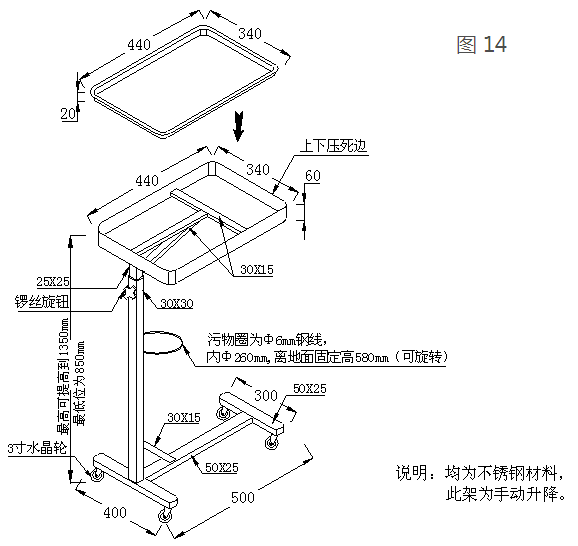 图 14
440
340
20
上下压死边
440
340
60
30X15
25X25
锣丝旋钮
30X30
污物圈为Φ6mm钢线，
内Φ260mm,离地面固定高580mm（可旋转）
最高可提高到1350mm
最低位为850mm
300
50X25
30X15
3寸水晶轮
50X25
500
400
说明：均为不锈钢材料，
此架为手动升降。